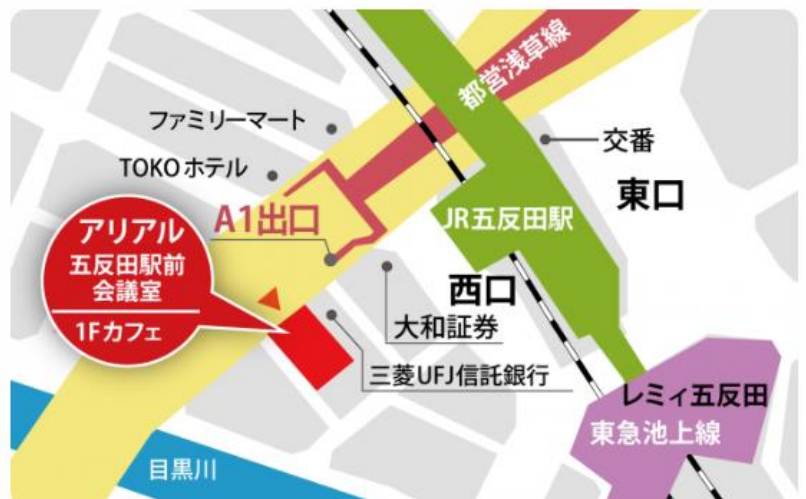 都営浅草線
ファミリーマート
TOKOホテル
交番
東口
A1出口
JR五反田駅
アリアル
五反田駅前
会議室
1Fカフェ
西口
大和証券
三菱UFJ信託銀行
レミィ五反田
東急池上線
目黒川